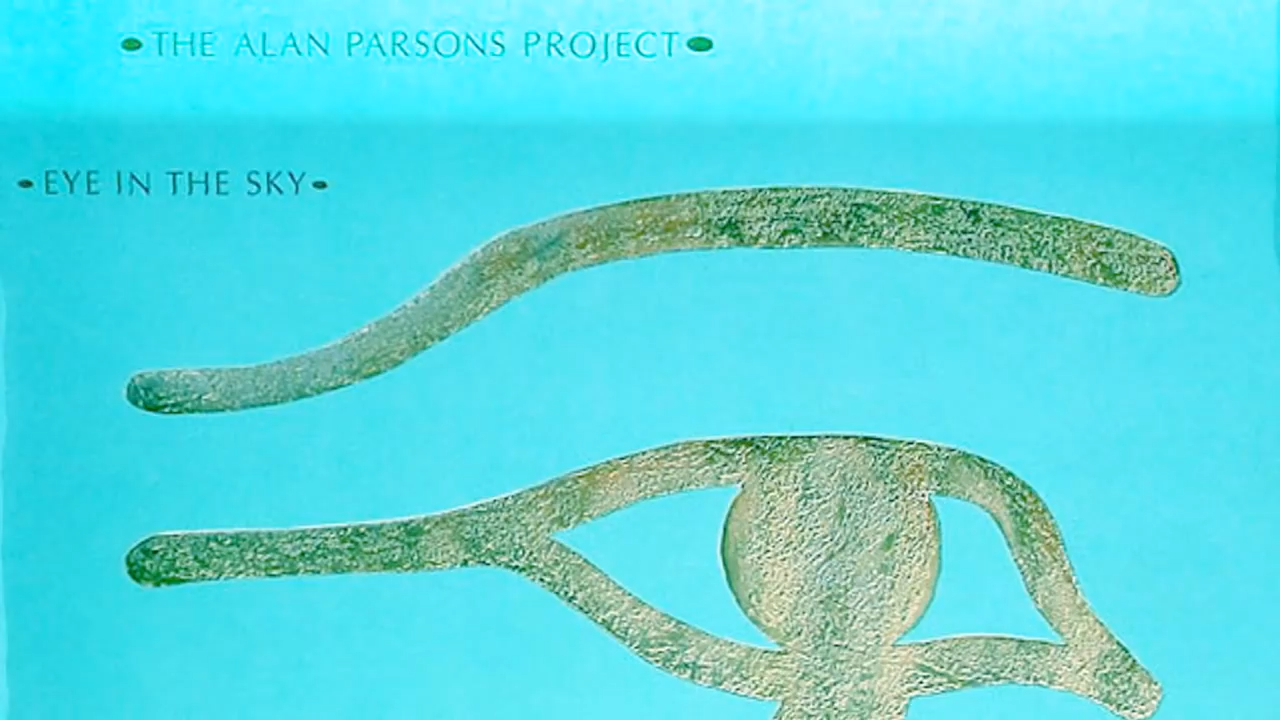 •THE ALAN PARSONS PROJECT•
•EYE IN THE SKY•